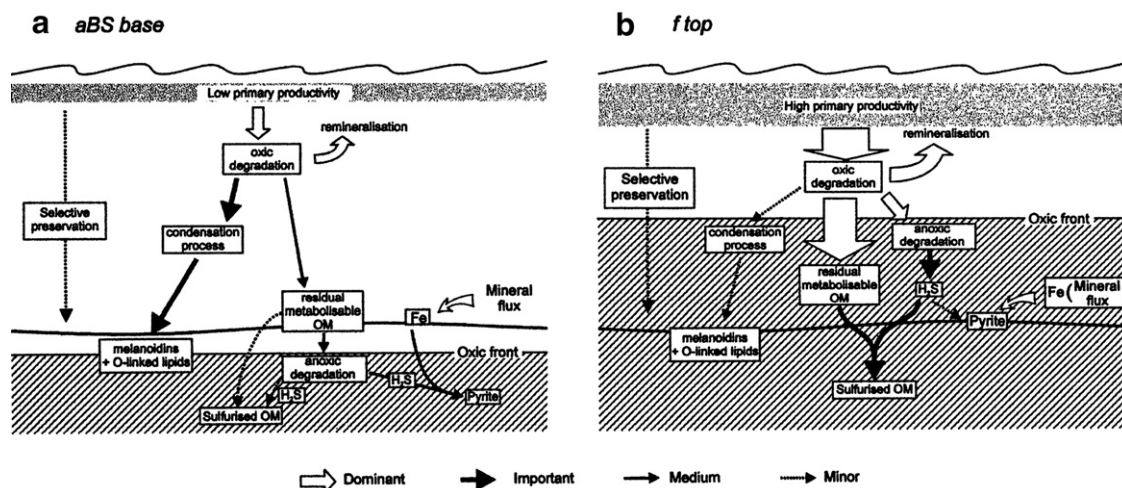 a aBS base
Low primary productivity
remineralisation
oxic
degradation
Selective
preservation
condensation
process
residual
metabolisable
OM
Mineral
flux
Fe
melanoidins
+ O-linked lipids
Oxic front
anoxic
degradation
H₂S
H₂S
Sulfurised OM
Pyrite
b f top
High primary productivity
remineralisation
oxic
degradation
Selective
preservation
Oxic front
condensation
process
anoxic
degradation
residual
metabolisable
OM
H₂S
Fe ( Mineral
flux
Pyrite
melanoidins
+ O-linked lipids
Sulfurised OM
Dominant Important Medium Minor